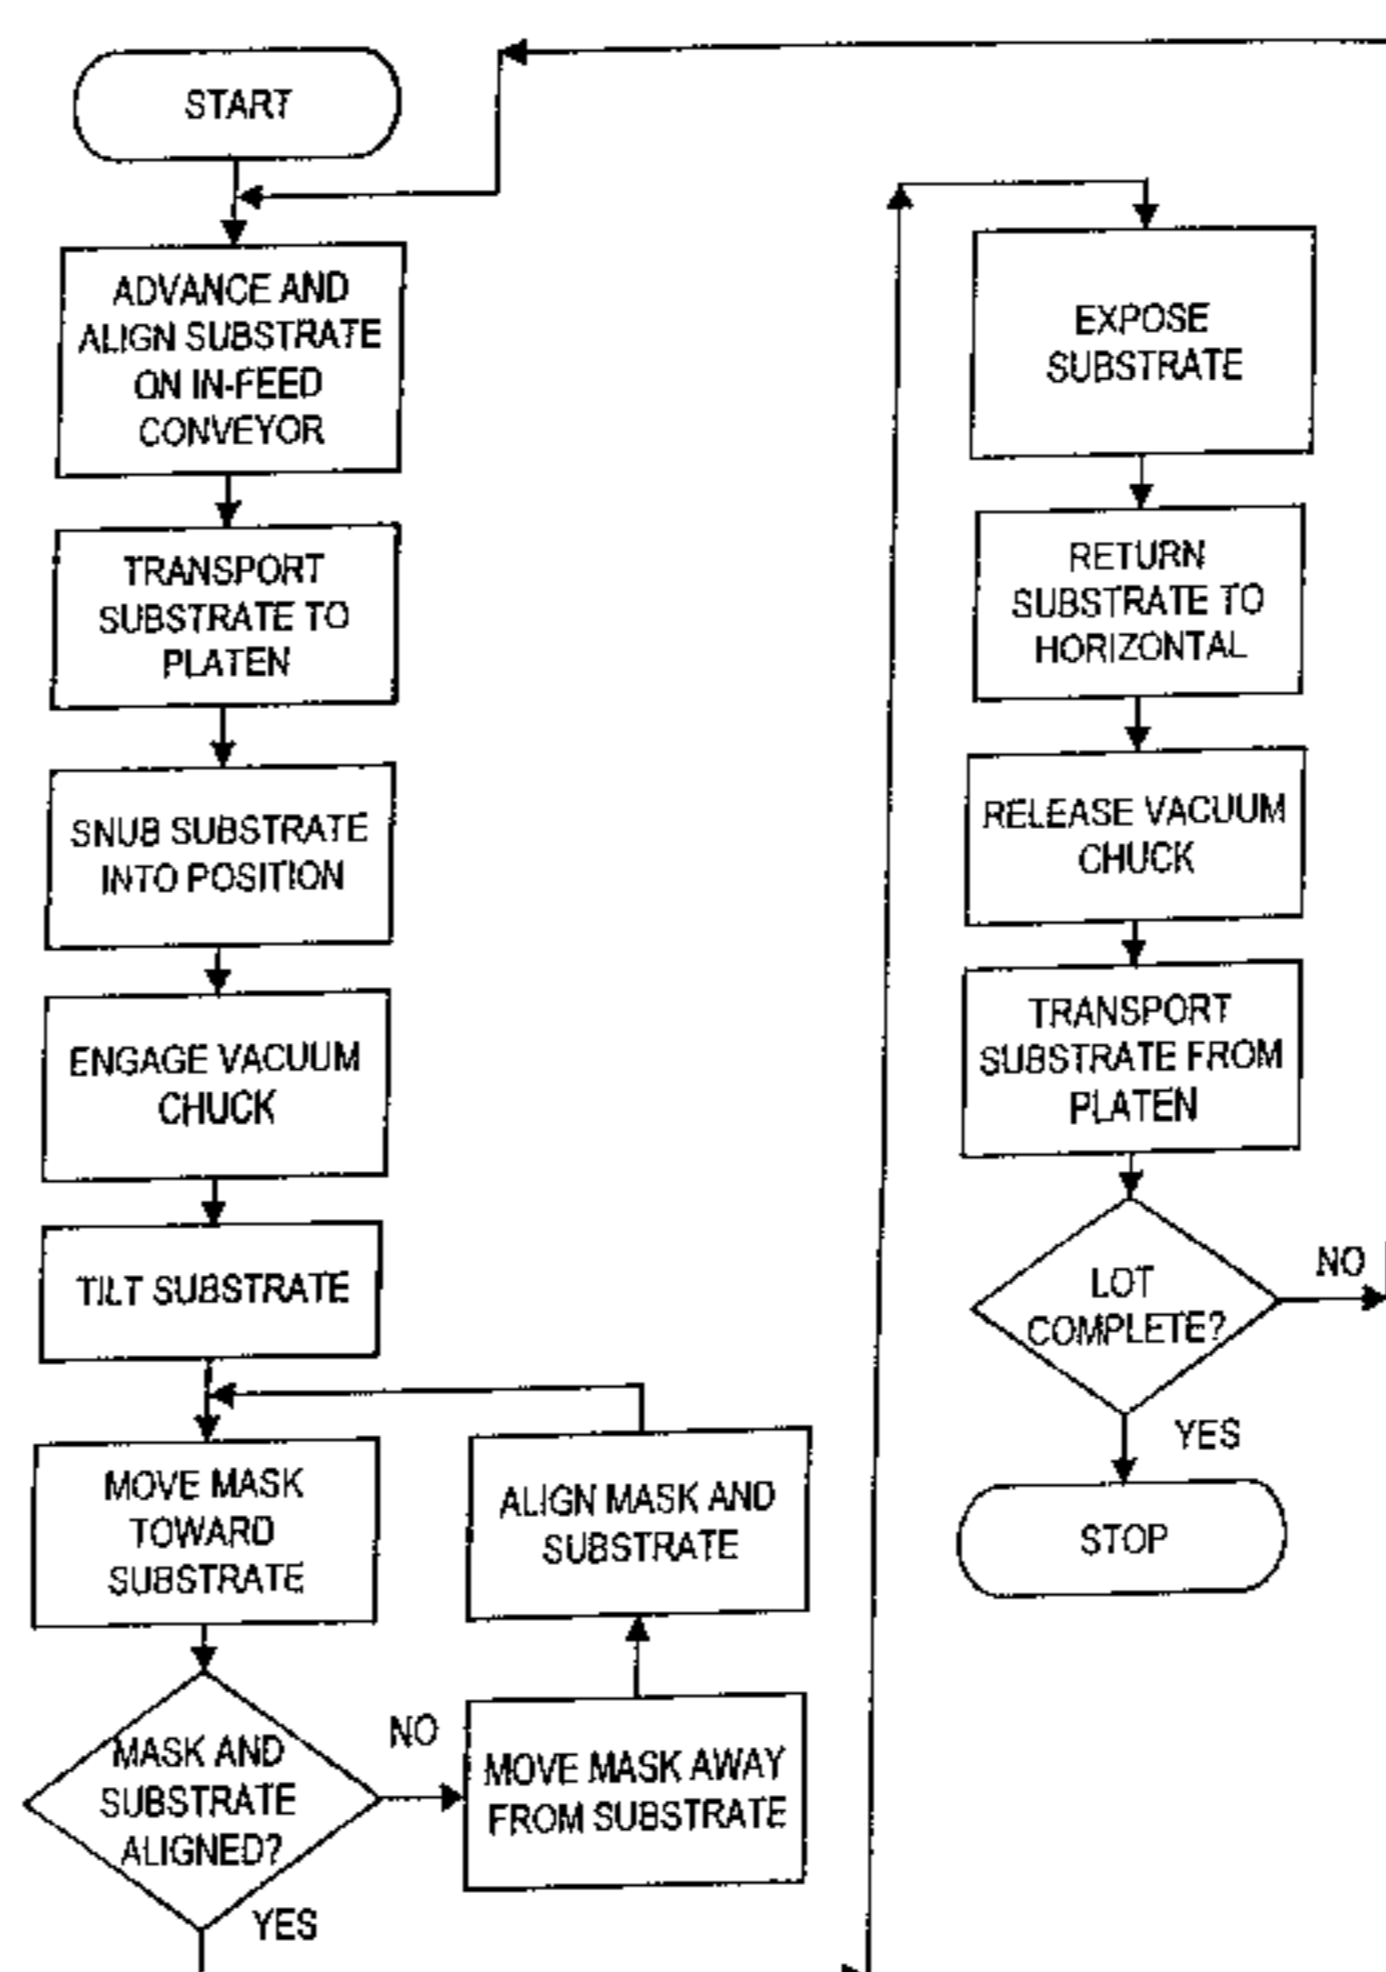 START
ADVANCE AND
ALIGN SUBSTRATE
ON IN-FEED
CONVEYOR
TRANSPORT
SUBSTRATE TO
PLATEN
SNUB SUBSTRATE
INTO POSITION
ENGAGE VACUUM
CHUCK
TILT SUBSTRATE
MOVE MASK
TOWARD
SUBSTRATE
MASK AND
SUBSTRATE
ALIGNED?
NO
YES
MOVE MASK AWAY
FROM SUBSTRATE
ALIGN MASK AND
SUBSTRATE
EXPOSE
SUBSTRATE
RETURN
SUBSTRATE TO
HORIZONTAL
RELEASE VACUUM
CHUCK
TRANSPORT
SUBSTRATE FROM
PLATEN
LOT
COMPLETE?
NO
YES
STOP